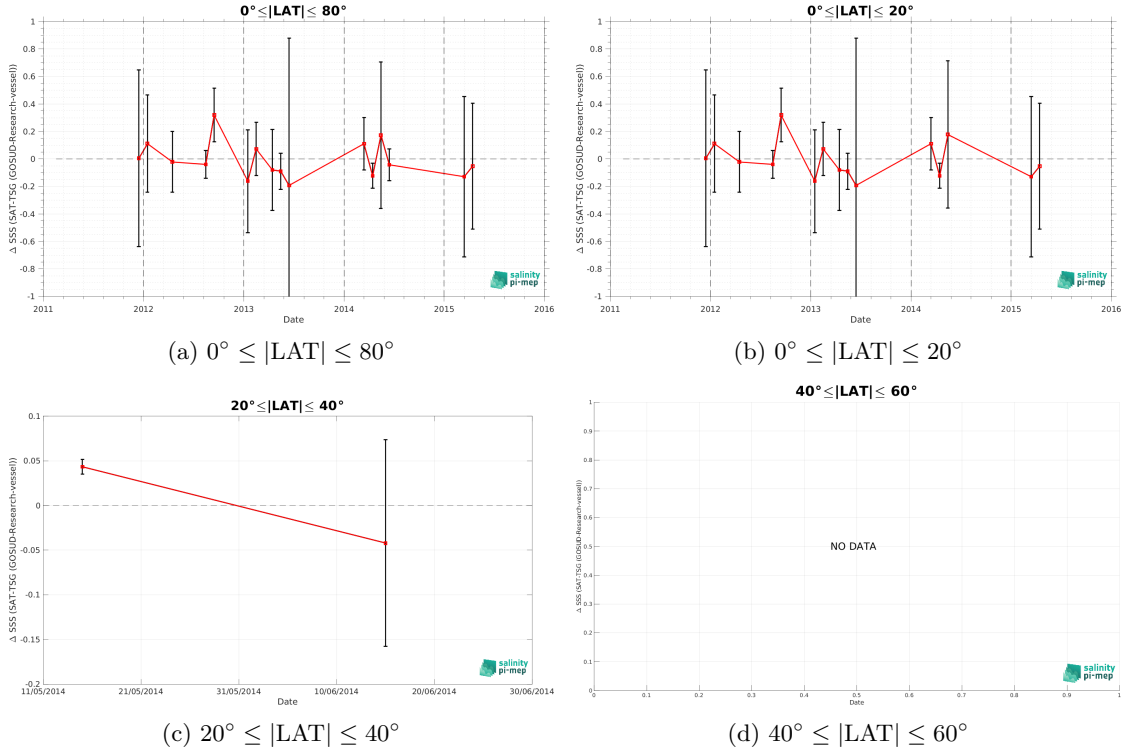 0°≤|LAT|≤ 80°
Δ SSS (SAT-TSG (GOSUD-Research-vessel))
1
0.8
0.6
0.4
0.2
0
-0.2
-0.4
-0.6
-0.8
-1
2011 2012 2013 2014 2015 2016
Date
salinity
pi-mep
(a) 0° ≤ |LAT| ≤ 80°
0°≤|LAT|≤ 20°
Δ SSS (SAT-TSG (GOSUD-Research-vessel))
1
0.8
0.6
0.4
0.2
0
-0.2
-0.4
-0.6
-0.8
-1
2011 2012 2013 2014 2015 2016
Date
salinity
pi-mep
(b) 0° ≤ |LAT| ≤ 20°
20°≤|LAT|≤ 40°
Δ SSS (SAT-TSG (GOSUD-Research-vessel))
0.1
0.05
0
-0.05
-0.1
-0.15
-0.2
11/05/2014 21/05/2014 31/05/2014 10/06/2014 20/06/2014 30/06/2014
Date
salinity
pi-mep
(c) 20° ≤ |LAT| ≤ 40°
40°≤|LAT|≤ 60°
Δ SSS (SAT-TSG (GOSUD-Research-vessel))
1
0.9
0.8
0.7
0.6
0.5
0.4
0.3
0.2
0.1
0
NO DATA
0 0.1 0.2 0.3 0.4 0.5 0.6 0.7 0.8 0.9 1
Date
salinity
pi-mep
(d) 40° ≤ |LAT| ≤ 60°